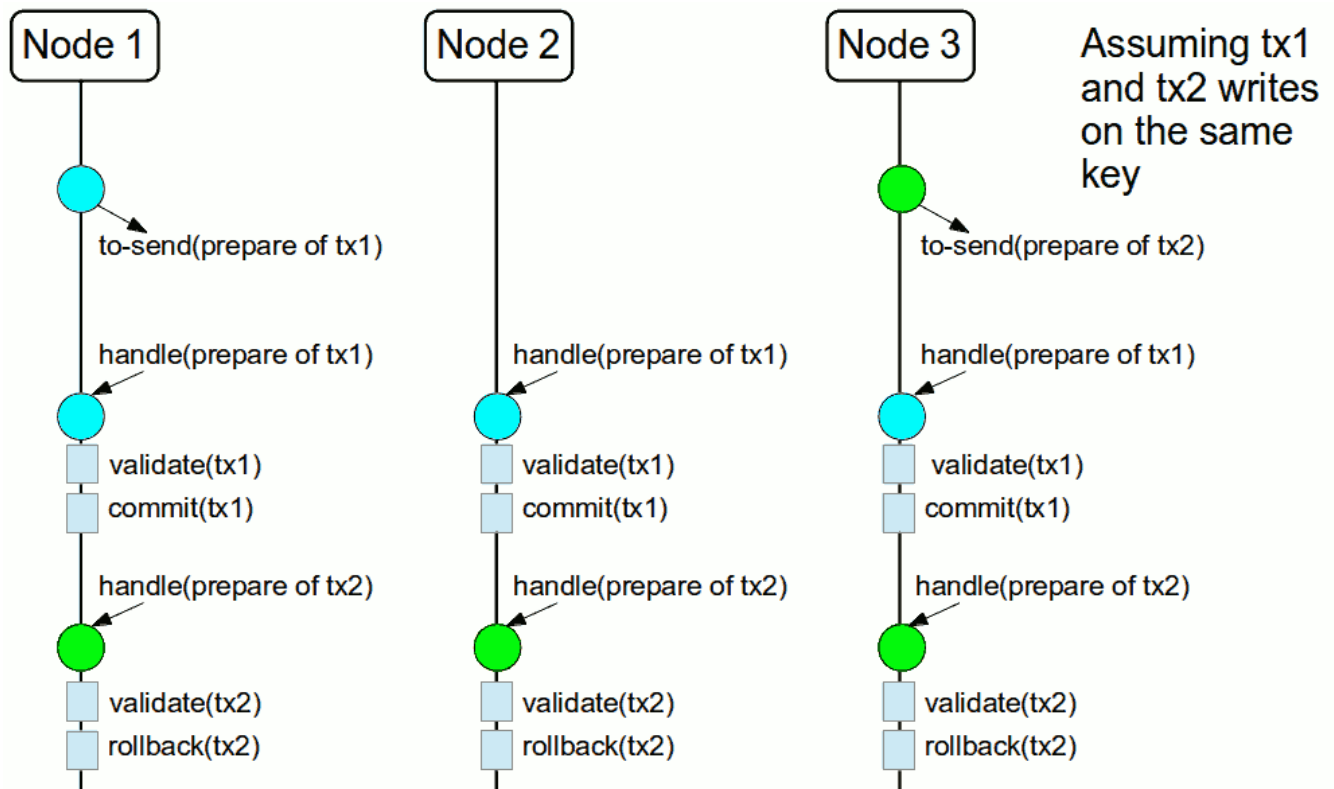 Node 1
Node 2
Node 3
Assuming tx1
and tx2 writes
on the same
key
to-send(prepare of tx1)
to-send(prepare of tx2)
handle(prepare of tx1)
handle(prepare of tx1)
handle(prepare of tx1)
validate(tx1)
validate(tx1)
validate(tx1)
commit(tx1)
commit(tx1)
commit(tx1)
handle(prepare of tx2)
handle(prepare of tx2)
handle(prepare of tx2)
validate(tx2)
validate(tx2)
validate(tx2)
rollback(tx2)
rollback(tx2)
rollback(tx2)